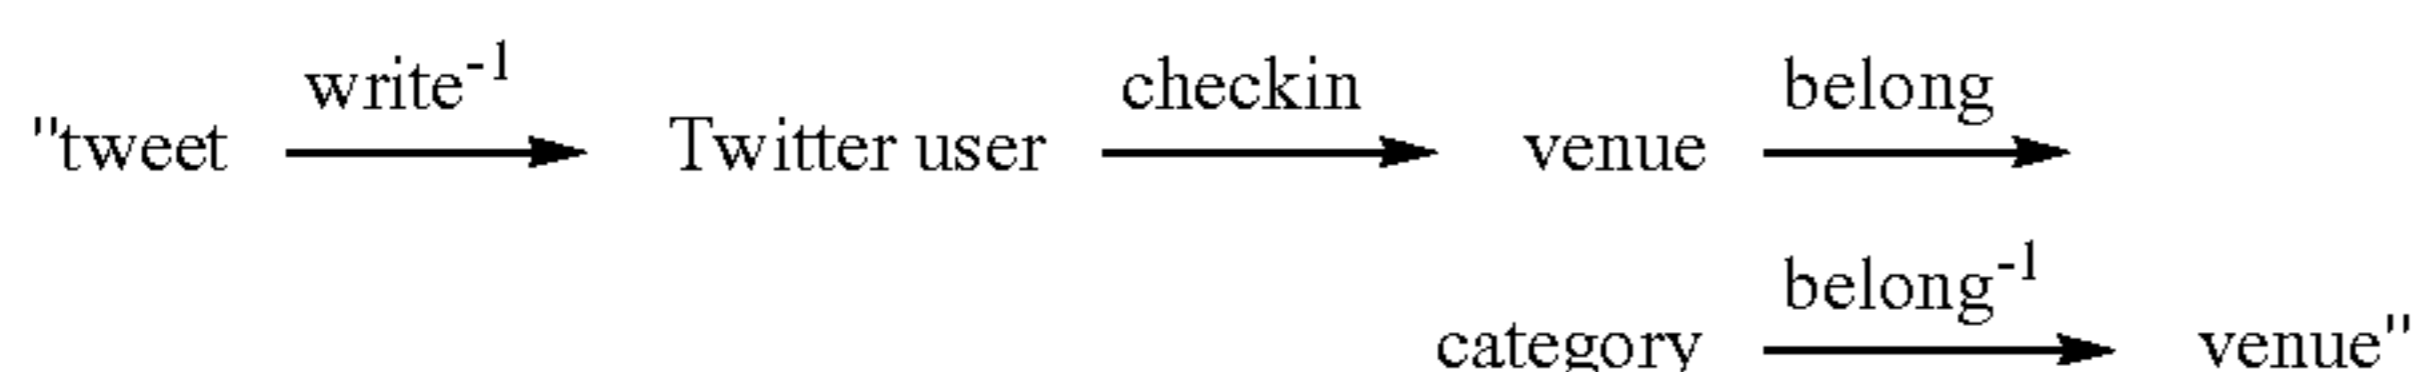 write-1 checkin belong
"tweet Twitter user venue
belong-1
category venue"